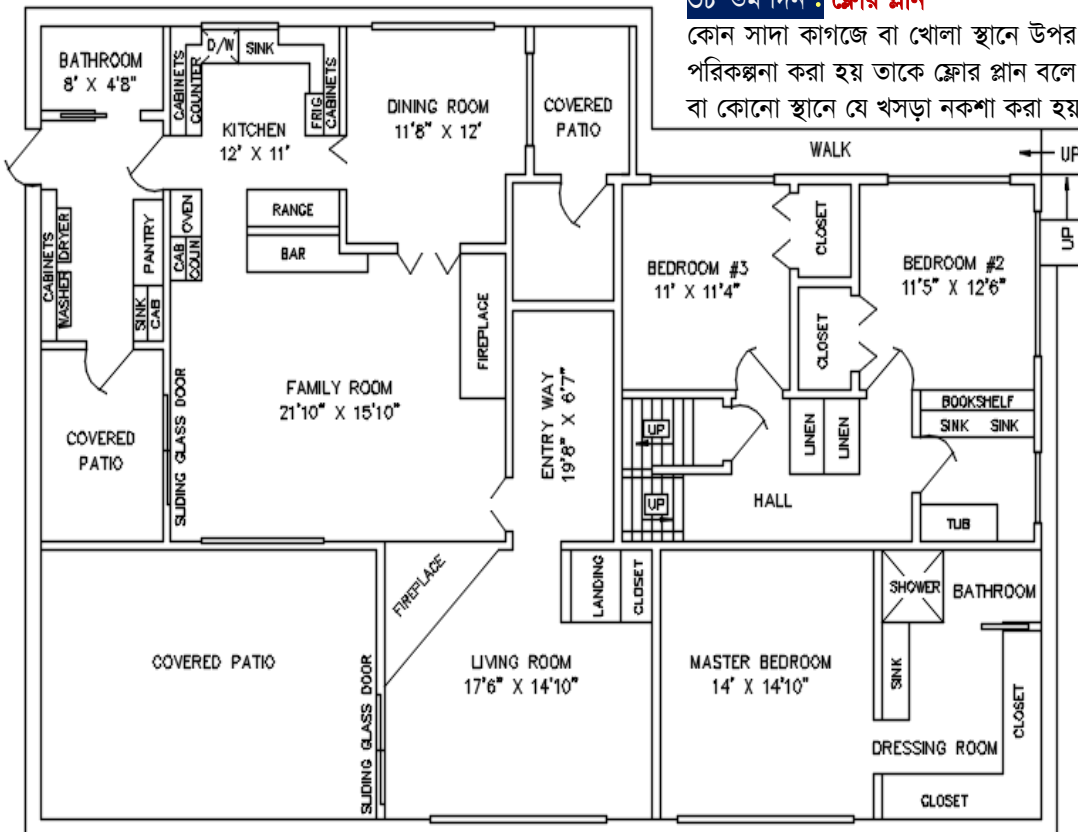 ৩৮ তম দিন : ফ্লোর প্লান
কোন সাদা কাগজে বা খোলা স্থানে উপর
পরিকল্পনা করা হয় তাকে ফ্লোর প্লান বলে
বা কোনো স্থানে যে খসড়া নকশা করা হয়
BATHROOM
8' X 4'8"
CABINETS
COUNTER
D/W
SINK
FRIG
CABINETS
KITCHEN
12' X 11'
DINING ROOM
11'8" X 12'
COVERED
PATIO
WALK
UP
UP
CABINETS
WASHER
DRYER
PANTRY
SINK
CAB
OVEN
CAB
COUN
RANGE
BAR
FIREPLACE
BEDROOM #3
11' X 11'4"
CLOSET
CLOSET
BEDROOM #2
11'5" X 12'6"
FAMILY ROOM
21'10" X 15'10"
ENTRY WAY
19'8" X 6'7"
COVERED
PATIO
SLIDING GLASS DOOR
UP
UP
LINEN
LINEN
BOOKSHELF
SINK SINK
HALL
TUB
FIREPLACE
LANDING
CLOSET
SHOWER
BATHROOM
COVERED PATIO
SLIDING GLASS DOOR
LIVING ROOM
17'6" X 14'10"
MASTER BEDROOM
14' X 14'10"
SINK
CLOSET
DRESSING ROOM
CLOSET